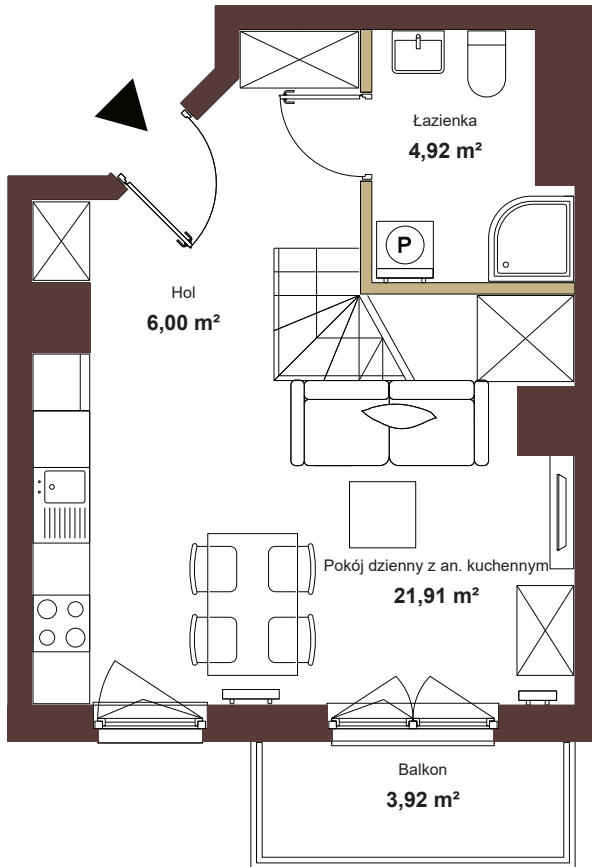 Łazienka
4,92 m²
P
Hol
6,00 m²
Pokój dzienny z an. kuchennym
21,91 m²
Balkon
3,92 m²